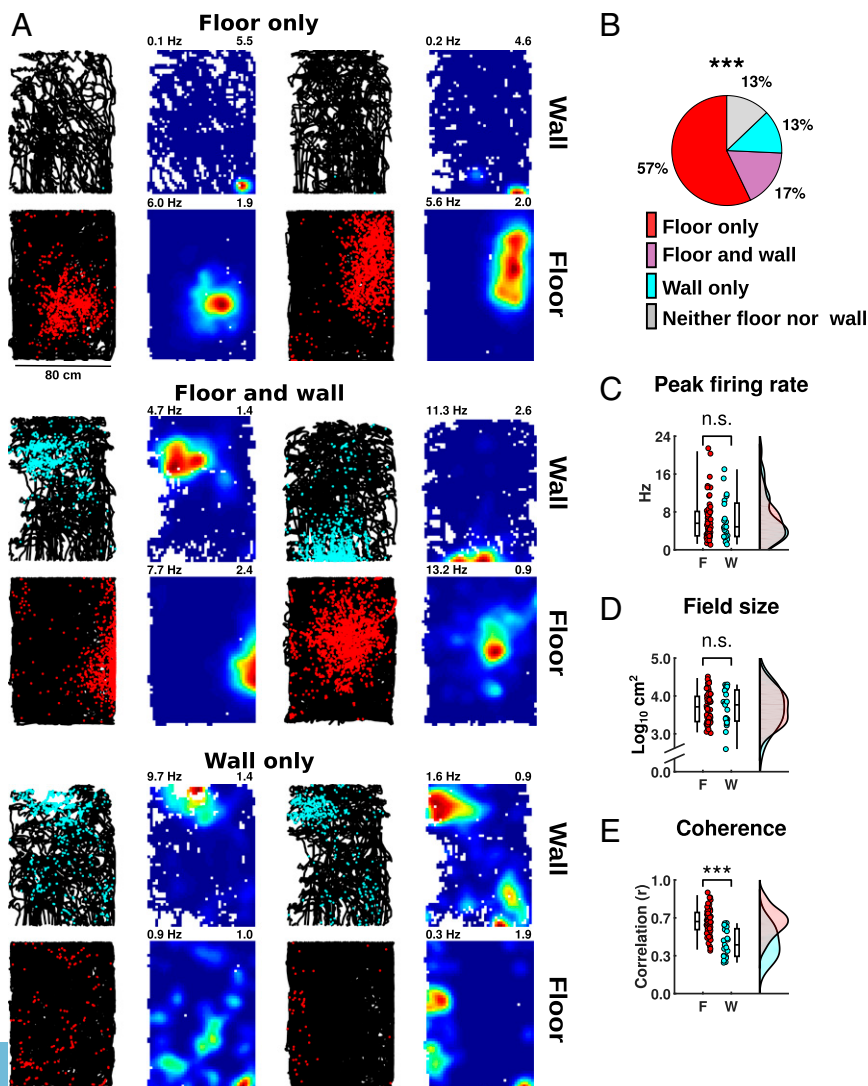 A
Floor only
0.1 Hz 5.5
0.2 Hz 4.6
Wall
6.0 Hz 1.9
5.6 Hz 2.0
Floor
80 cm
Floor and wall
4.7 Hz 1.4
11.3 Hz 2.6
Wall
7.7 Hz 2.4
13.2 Hz 0.9
Floor
Wall only
9.7 Hz 1.4
1.6 Hz 0.9
Wall
0.9 Hz 1.0
0.3 Hz 1.9
Floor
B
***
13%
13%
57%
17%
Floor only
Floor and wall
Wall only
Neither floor nor wall
C
Peak firing rate
n.s.
24
16
8
0
Hz
F W
D
Field size
n.s.
5.0
4.0
3.0
0.0
Log₁₀ cm²
F W
E
Coherence
***
1.0
0.7
0.3
0.0
Correlation (r)
F W